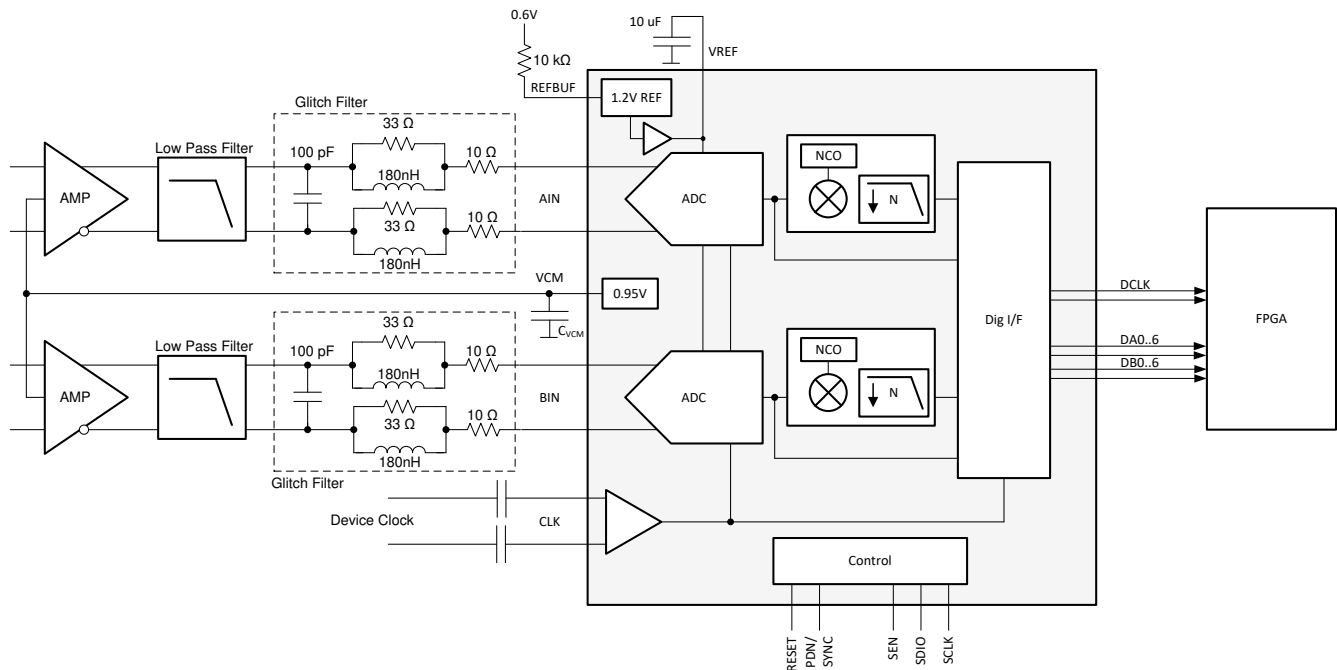 0.6V
10 uF
VREF
10 kΩ
REFBUF
1.2V REF
Glitch Filter
33 Ω
Low Pass Filter
100 pF
10 Ω
180nH
AMP
AIN
ADC
NCO
N
33 Ω
10 Ω
180nH
VCM
0.95V
CVCM
Dig I/F
DCLK
FPGA
DA0..6
DB0..6
Glitch Filter
33 Ω
Low Pass Filter
100 pF
10 Ω
180nH
AMP
BIN
ADC
NCO
N
33 Ω
10 Ω
180nH
Glitch Filter
Device Clock
CLK
Control
RESET
PDN/
SYNC
SEN
SDIO
SCLK